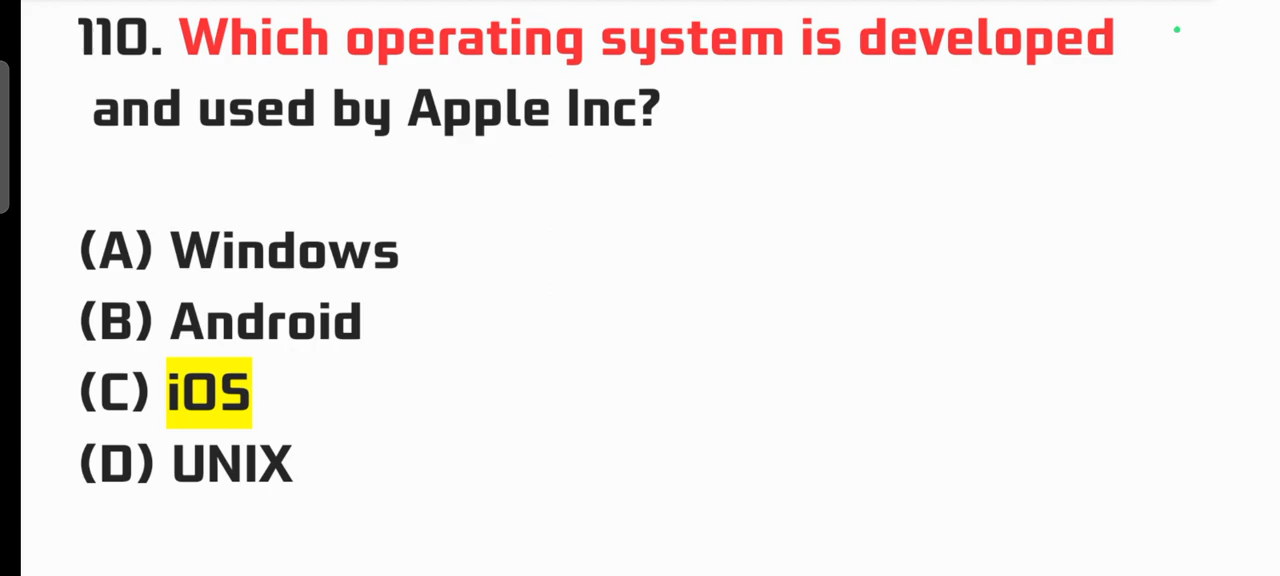 110. Which operating system is developed
and used by Apple Inc?
(A) Windows
(B) Android
(C) iOS
(D) UNIX